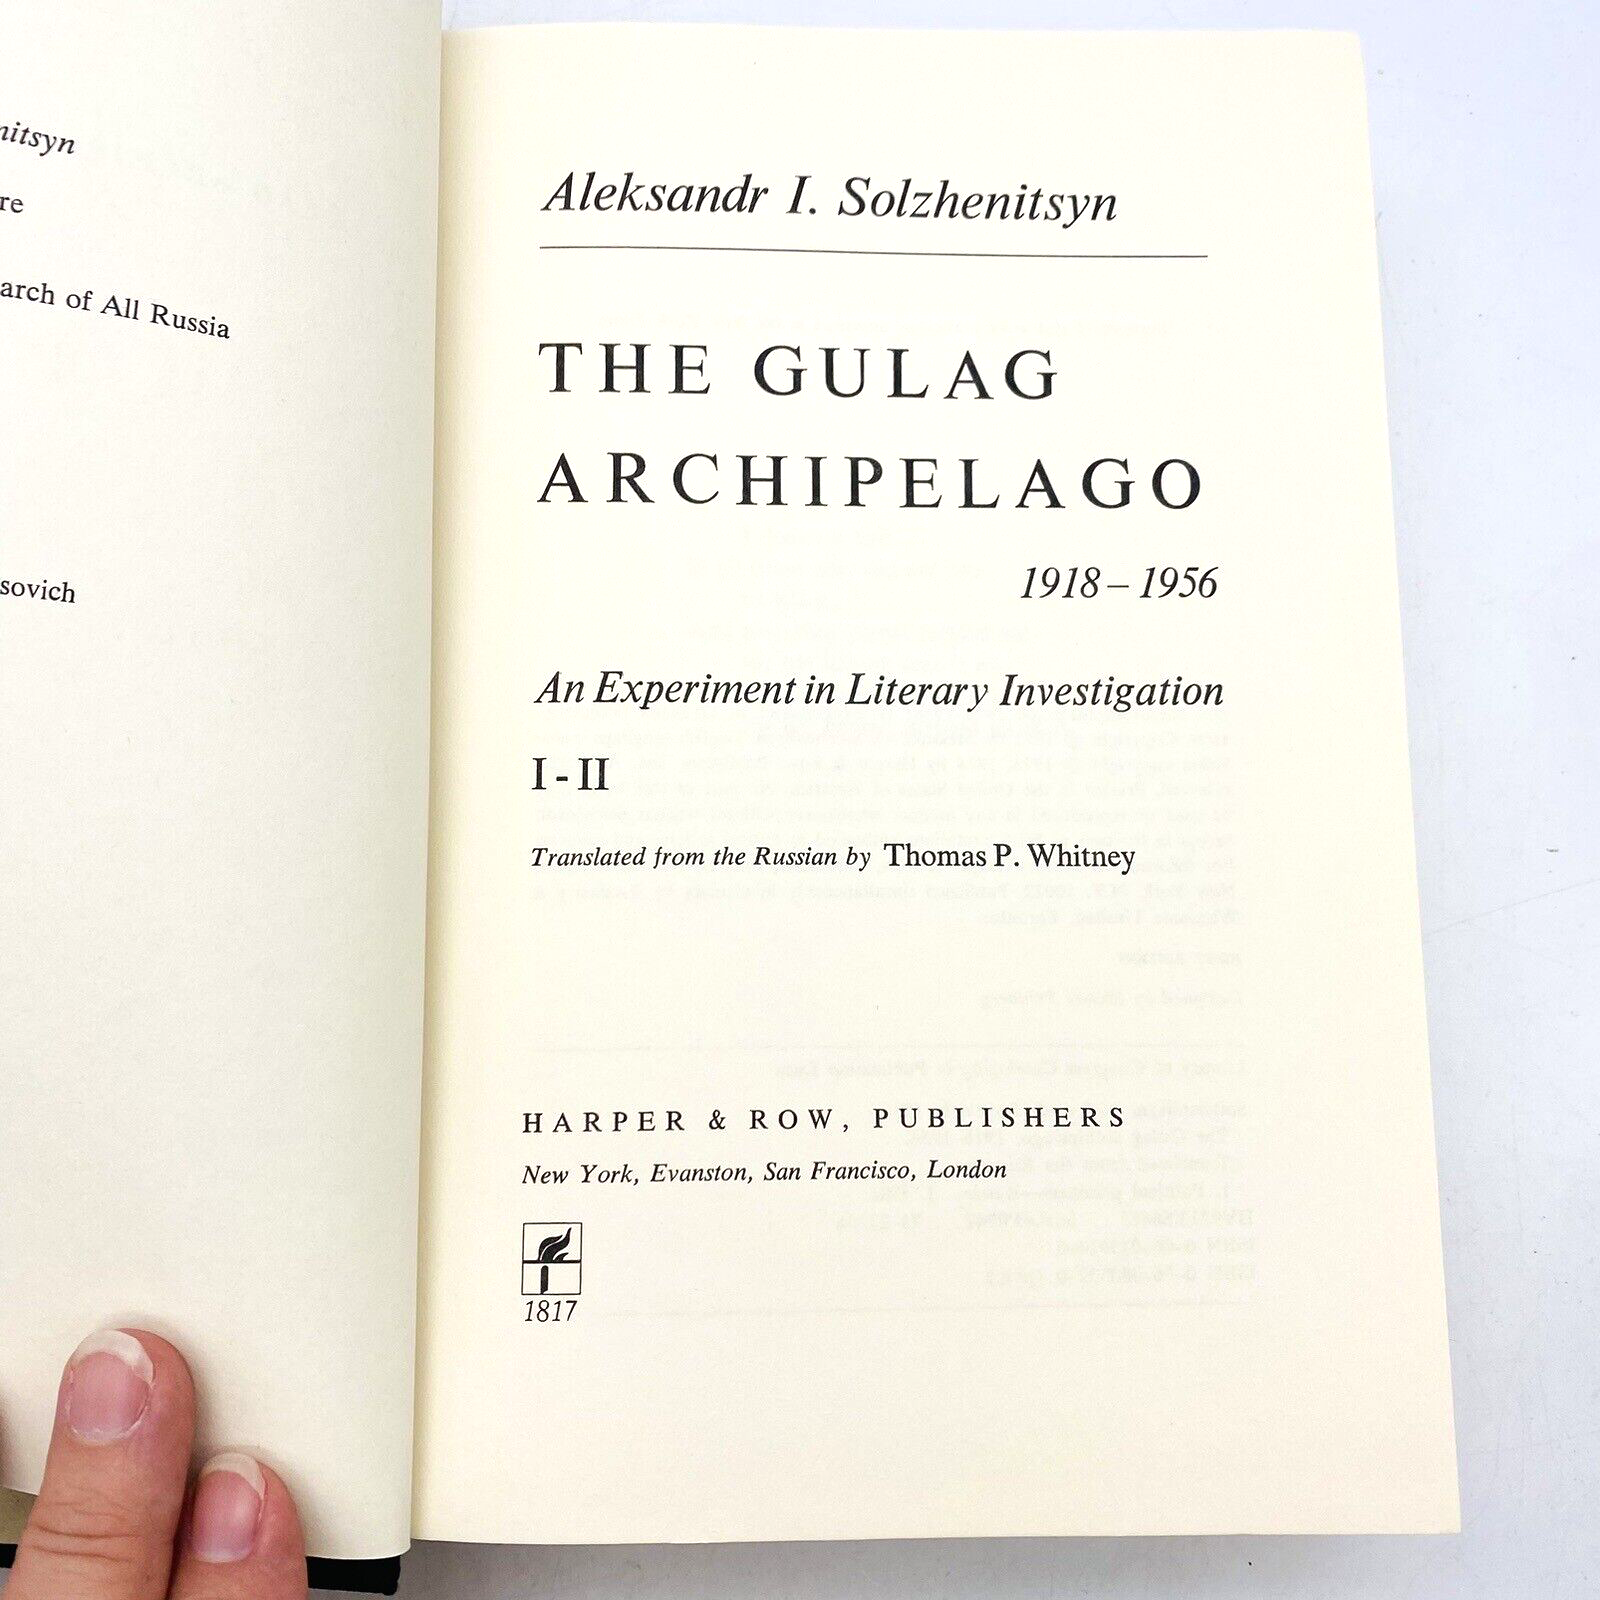 nitsyn
re
arch of All Russia
sovich
Aleksandr I. Solzhenitsyn
THE GULAG
ARCHIPELAGO
1918–1956
An Experiment in Literary Investigation
I-II
Translated from the Russian by Thomas P. Whitney
HARPER & ROW, PUBLISHERS
New York, Evanston, San Francisco, London
1817